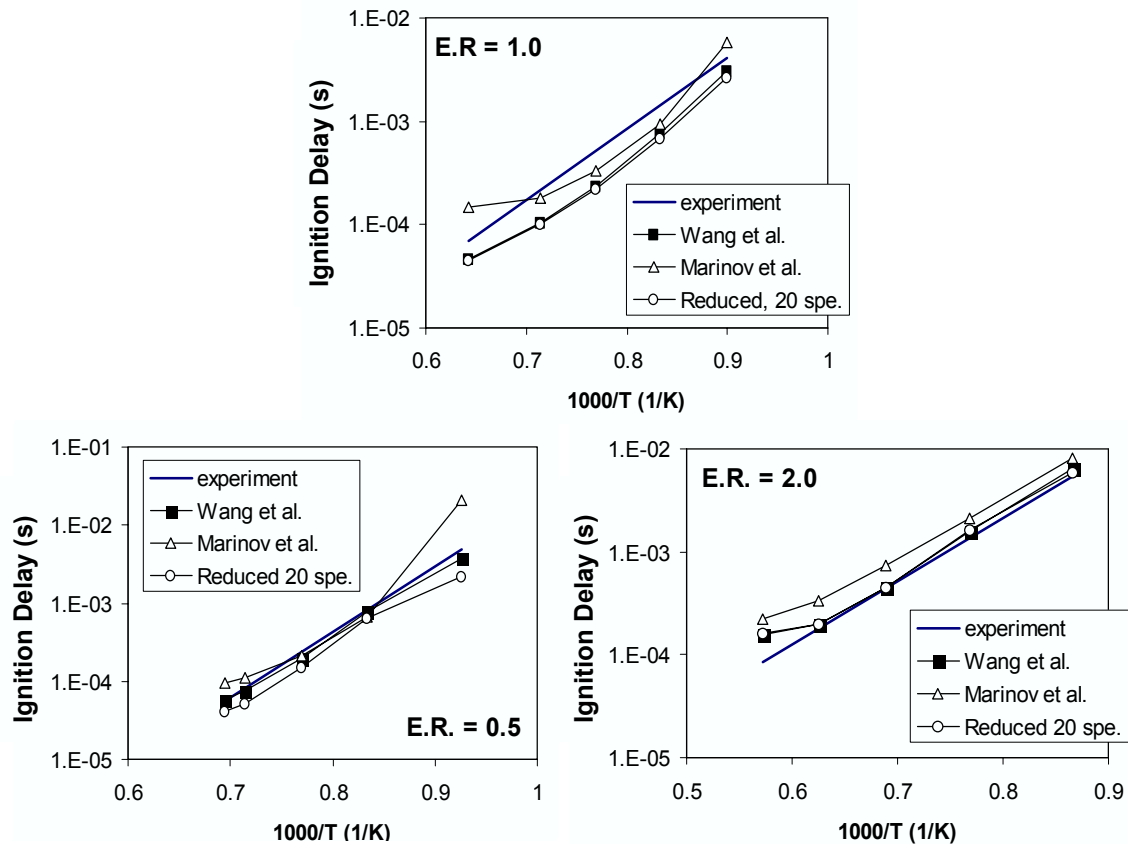 E.R = 1.0
Ignition Delay (s)
1.E-02
1.E-03
1.E-04
1.E-05
experiment
Wang et al.
Marinov et al.
Reduced, 20 spe.
0.6 0.7 0.8 0.9 1
1000/T (1/K)
Ignition Delay (s)
1.E-01
1.E-02
1.E-03
1.E-04
1.E-05
experiment
Wang et al.
Marinov et al.
Reduced 20 spe.
E.R. = 0.5
0.6 0.7 0.8 0.9 1
1000/T (1/K)
E.R. = 2.0
Ignition Delay (s)
1.E-02
1.E-03
1.E-04
1.E-05
experiment
Wang et al.
Marinov et al.
Reduced 20 spe.
0.5 0.6 0.7 0.8 0.9
1000/T (1/K)